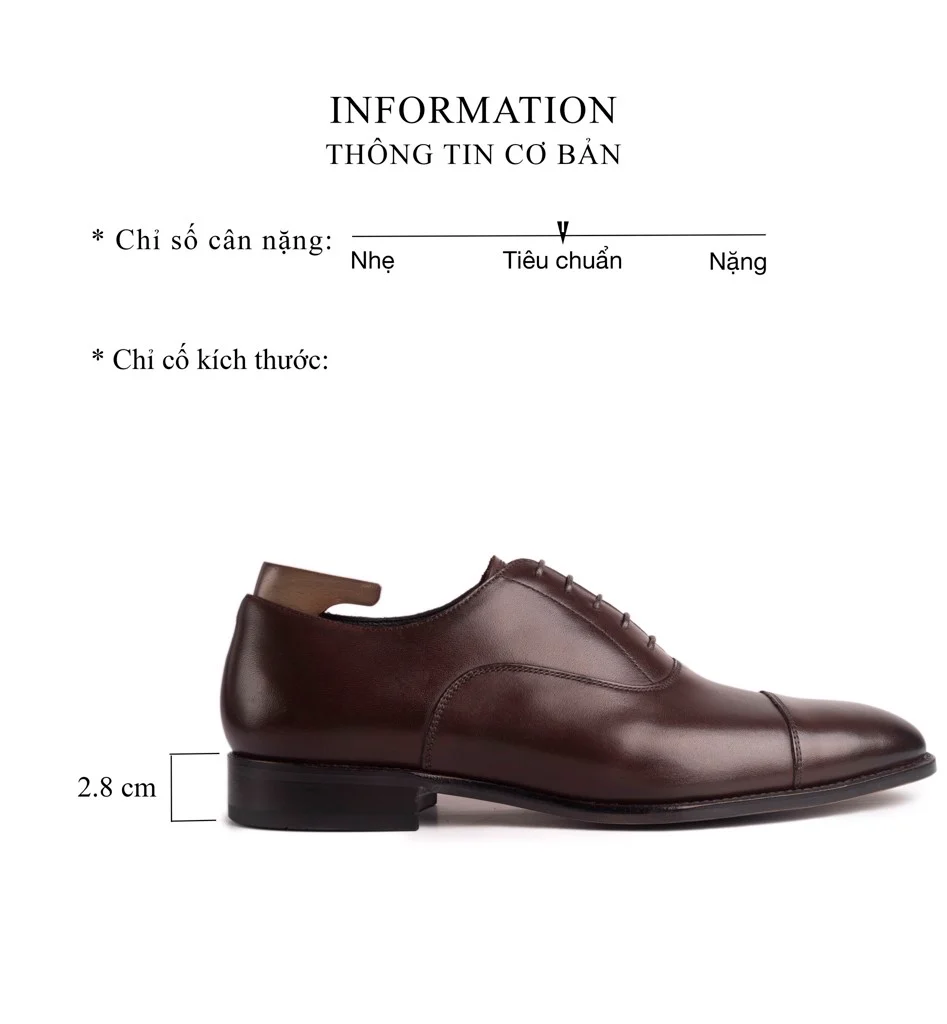 INFORMATION
THÔNG TIN CƠ BẢN
* Chỉ số cân nặng:
Nhẹ Tiêu chuẩn Nặng
* Chỉ cố kích thước:
2.8 cm